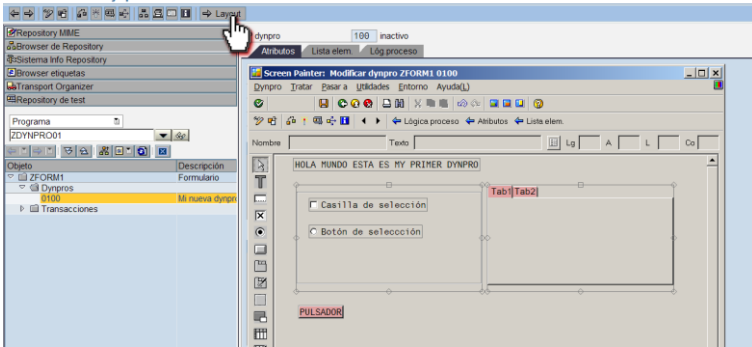 Layout
Repository MIME
Browser de Repository
Sistema Info Repository
Browser etiquetas
Transport Organizer
Repository de test
Programa
ZDYNPRO01
Objeto Descripción
ZFORM1 Formulario
Dynpros
0100 Mi nueva dynpro
Transacciones
dynpro 100 inactivo
Atributos Lista elem. Lóg proceso
Screen Painter: Modificar dynpro ZFORM1 0100
Dynpro Tratar Pasar a Utilidades Entorno Ayuda(L)
Lógica proceso Atributos Lista elem.
Nombre Texto Lg A L Co
HOLA MUNDO ESTA ES MY PRIMER DYNPRO
Tab1 Tab2
Casilla de selección
Botón de seleccción
PULSADOR